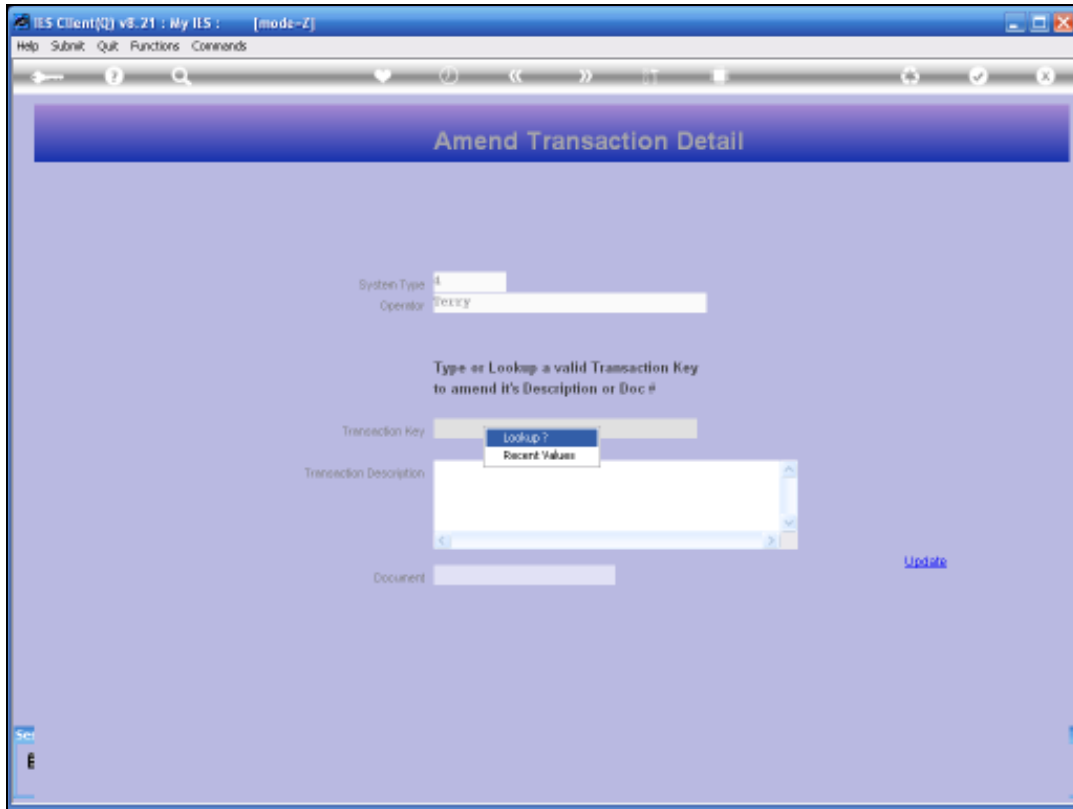 IES Client(Q) v8.21 : My IES : [mode=Z]
Help Submit Quit Functions Commands
Amend Transaction Detail
System Type 4
Operator Terry
Type or Lookup a valid Transaction Key
to amend it's Description or Doc #
Transaction Key
Lookup ?
Recent Values
Transaction Description
Update
Document